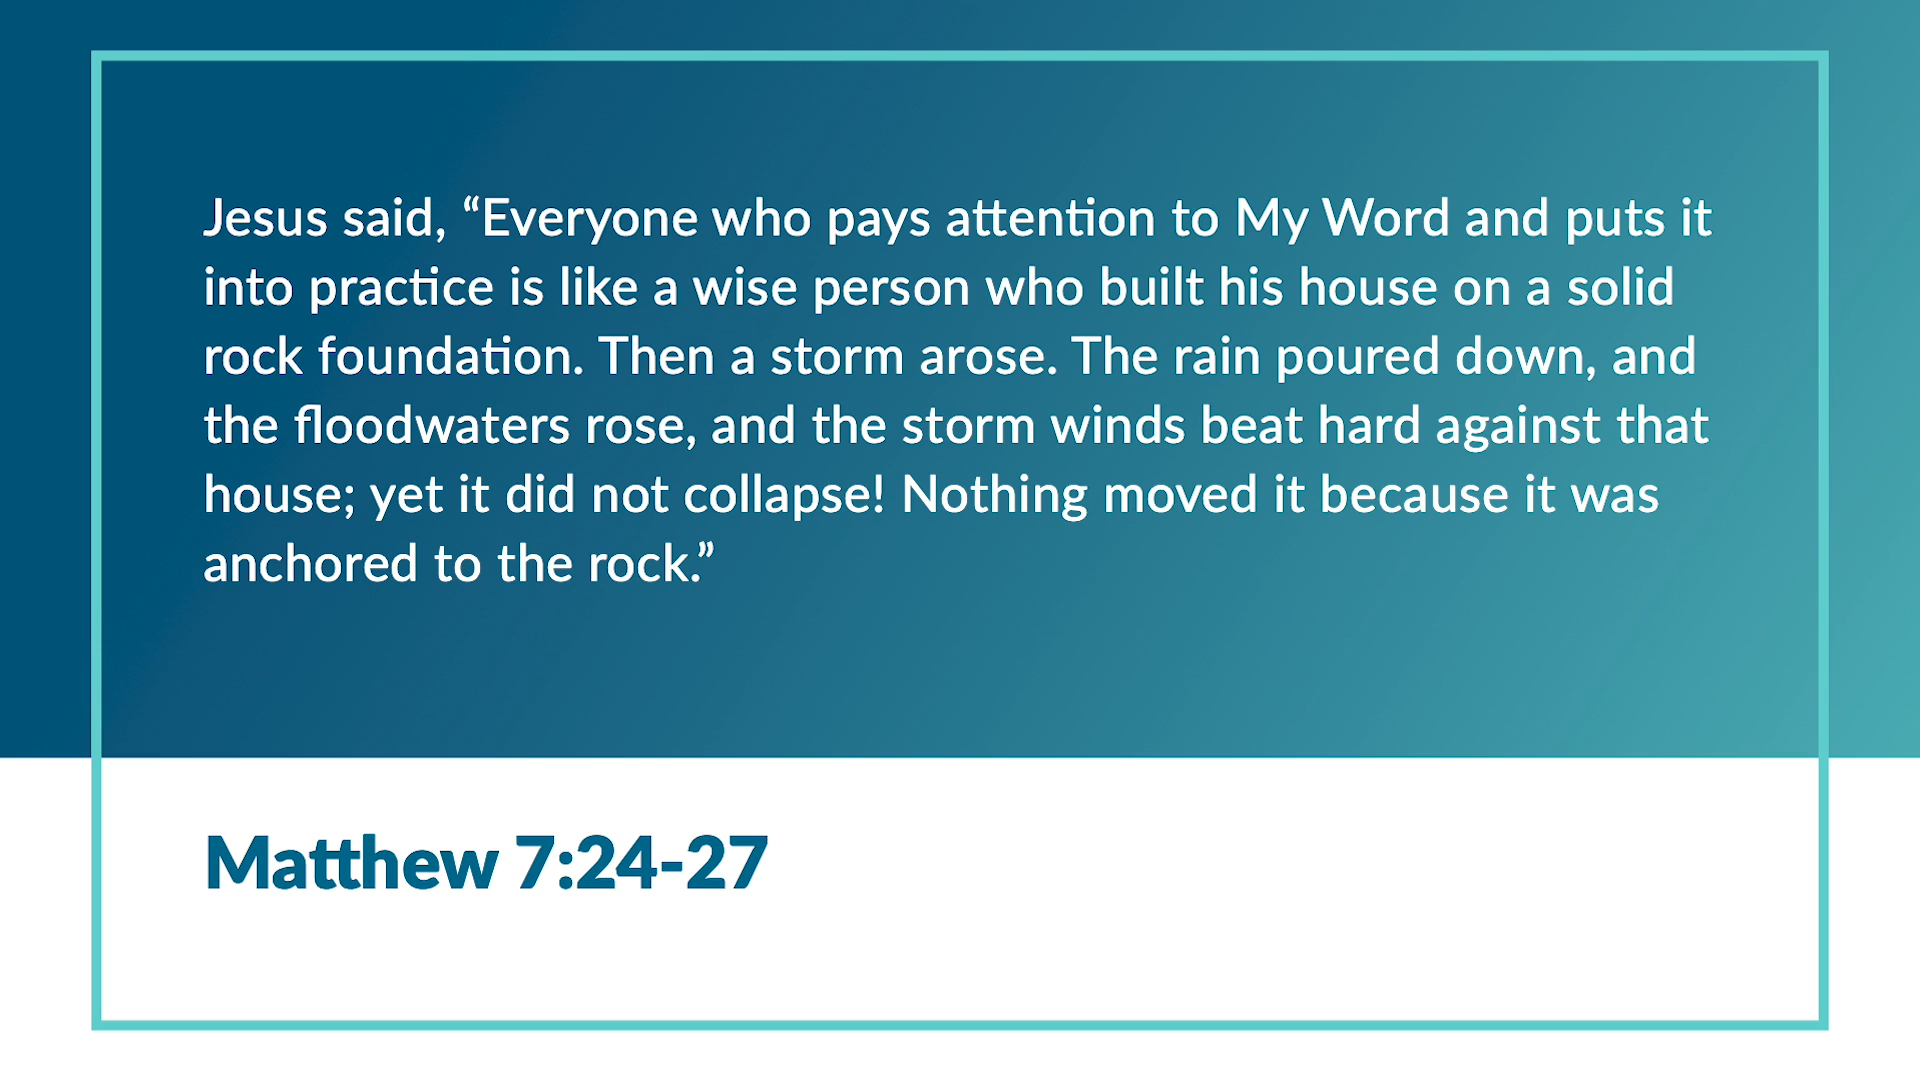 Jesus said, “Everyone who pays attention to My Word and puts it
into practice is like a wise person who built his house on a solid
rock foundation. Then a storm arose. The rain poured down, and
the floodwaters rose, and the storm winds beat hard against that
house; yet it did not collapse! Nothing moved it because it was
anchored to the rock.”
Matthew 7:24-27